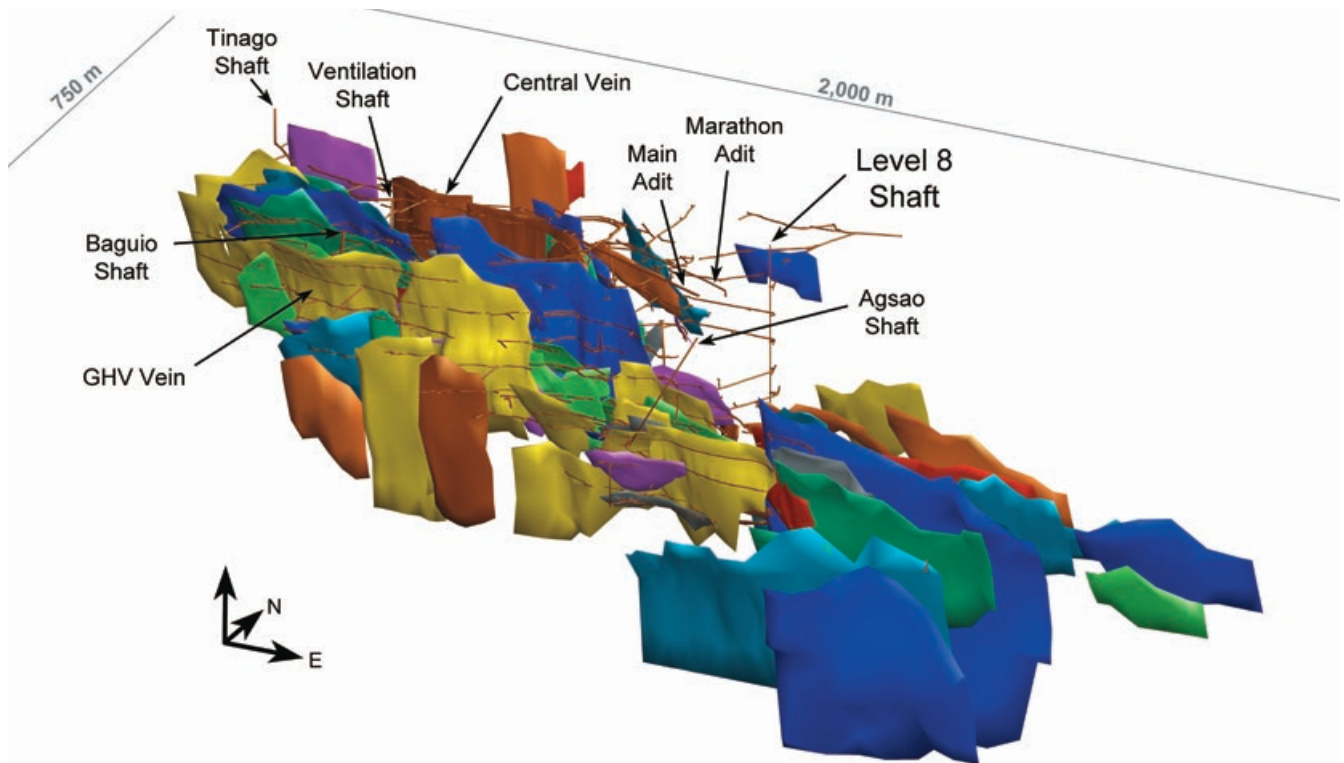 750 m
2,000 m
Tinago
Shaft
Ventilation
Shaft
Central Vein
Main
Adit
Marathon
Adit
Level 8
Shaft
Baguio
Shaft
Agsao
Shaft
GHV Vein
N
E